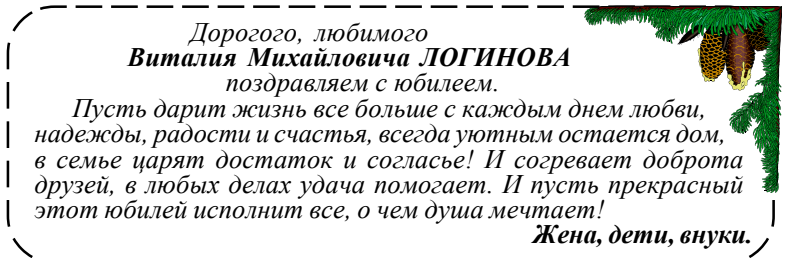 Дорогого, любимого
Виталия Михайловича ЛОГИНОВА
поздравляем с юбилеем.
Пусть дарит жизнь все больше с каждым днем любви,
надежды, радости и счастья, всегда уютным остается дом,
в семье царят достаток и согласье! И согревает доброта
друзей, в любых делах удача помогает. И пусть прекрасный
этот юбилей исполнит все, о чем душа мечтает!
Жена, дети, внуки.